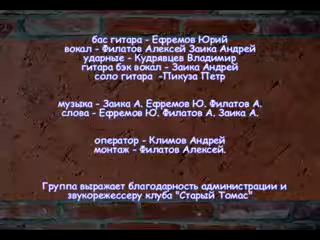 бас гитара - Ефремов Юрий
вокал - Филатов Алексей Заика Андрей
ударные - Кудрявцев Владимир
гитара бэк вокал - Заика Андрей
соло гитара -Пикуза Петр
музыка - Заика А. Ефремов Ю. Филатов А.
слова - Ефремов Ю. Филатов А. Заика А.
оператор - Климов Андрей
монтаж - Филатов Алексей.
Группа выражает благодарность администрации и
звукорежессеру клуба "Старый Томас"